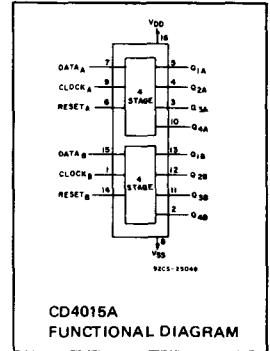 VDD
16
DATAA 7 5 Q1A
CLOCKA 9 4 Q2A
4 STAGE
RESETA 6 3 Q3A
10 Q4A
DATAB 15 13 Q1B
CLOCKB 1 12 Q2B
4 STAGE
RESETB 14 11 Q3B
2 Q4B
8
VSS
92CS-25048
CD4015A
FUNCTIONAL DIAGRAM